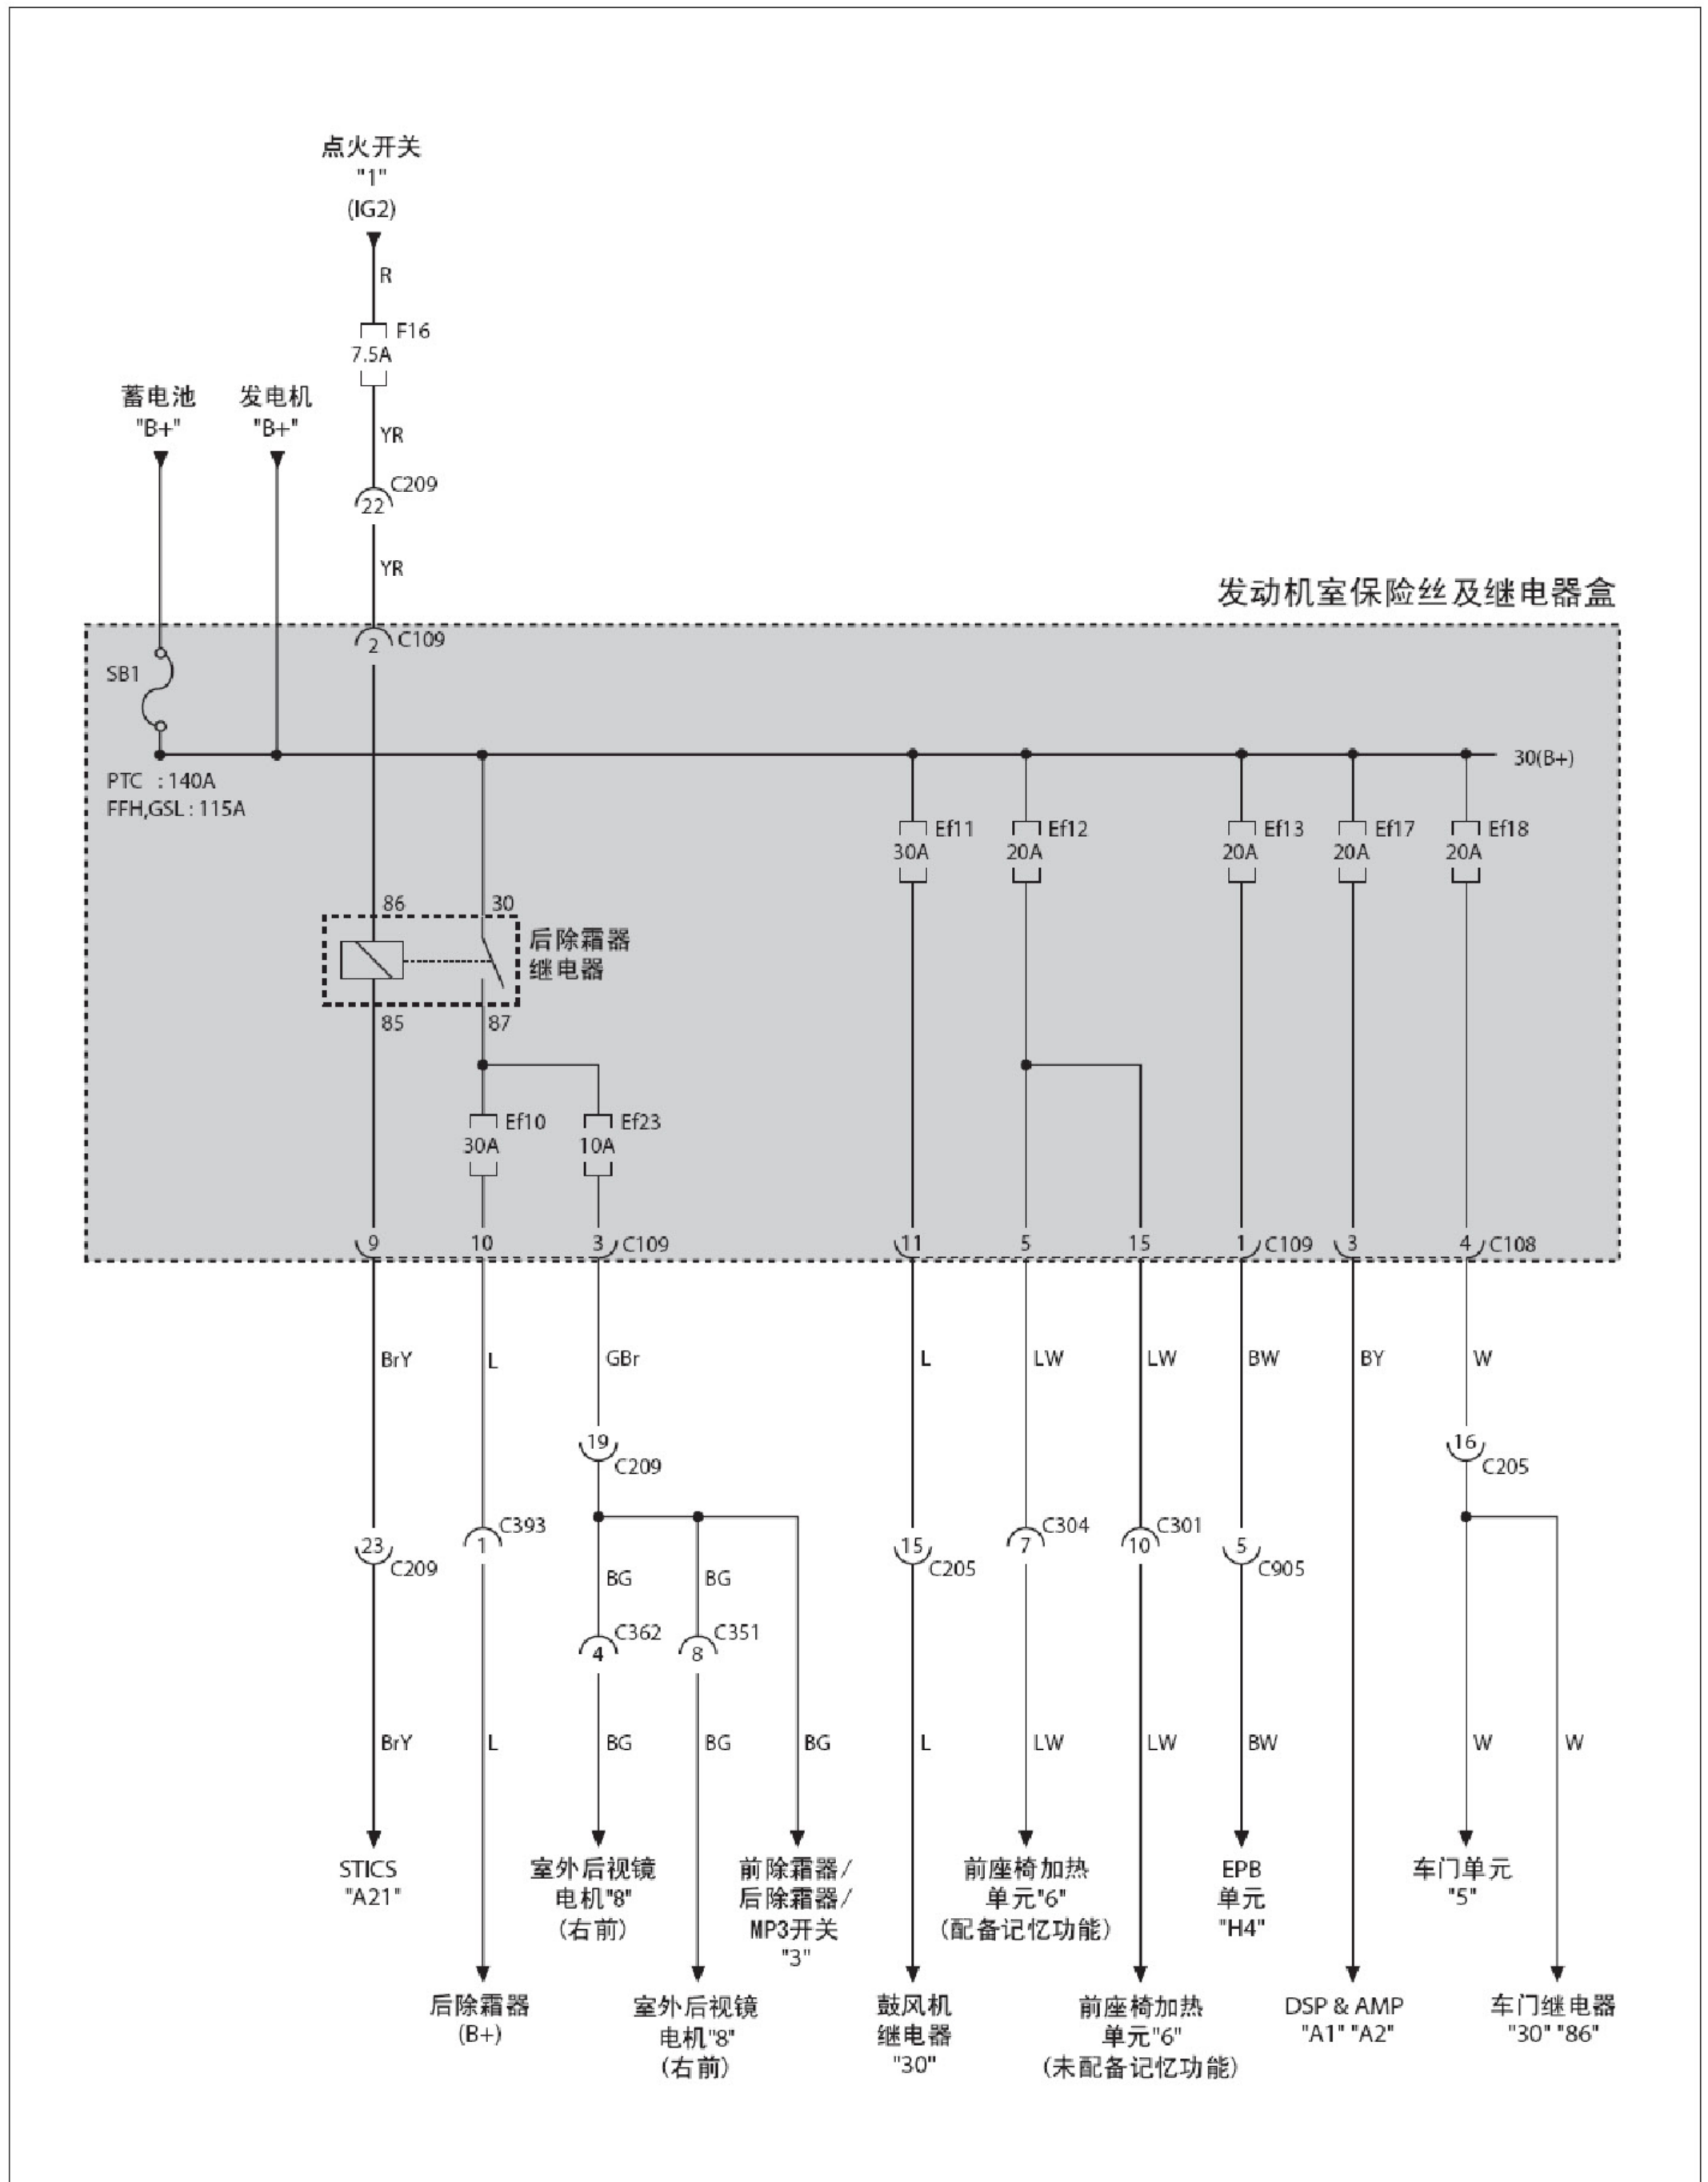 点火开关
"1"
(IG2)
R
F16
7.5A
蓄电池
"B+"
发电机
"B+"
YR
C209
22
YR
发动机室保险丝及继电器盒
2
C109
SB1
30(B+)
PTC : 140A
FFH,GSL : 115A
Ef11
30A
Ef12
20A
Ef13
20A
Ef17
20A
Ef18
20A
86
30
后除霜器
继电器
85
87
Ef10
30A
Ef23
10A
9
10
3
C109
11
5
15
1
C109
3
4
C108
BrY
L
GBr
L
LW
LW
BW
BY
W
19
C209
16
C205
23
C209
C393
1
15
C205
C304
7
C301
10
5
C905
BG
BG
C362
4
C351
8
BrY
L
BG
BG
BG
L
LW
LW
BW
W
W
STICS
"A21"
室外后视镜
电机"8"
(右前)
前除霜器/
后除霜器/
MP3开关
"3"
前座椅加热
单元"6"
(配备记忆功能)
EPB
单元
"H4"
车门单元
"5"
后除霜器
(B+)
室外后视镜
电机"8"
(右前)
鼓风机
继电器
"30"
前座椅加热
单元"6"
(未配备记忆功能)
DSP & AMP
"A1" "A2"
车门继电器
"30" "86"